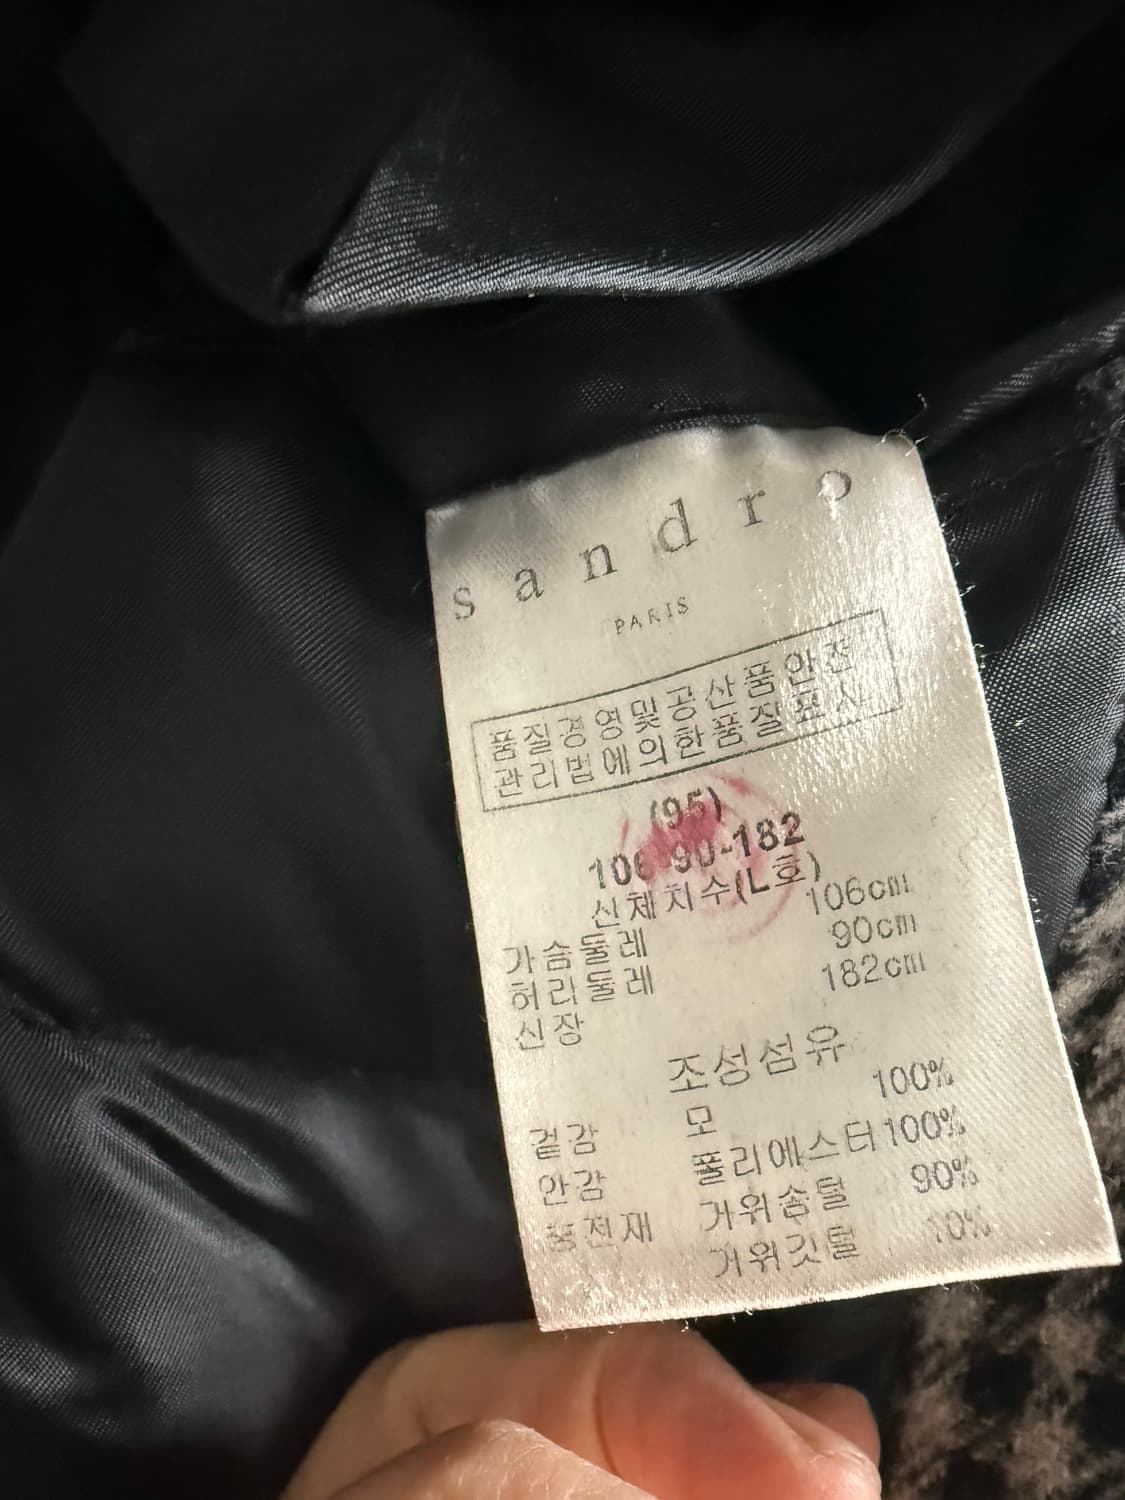 sandro
PARIS
품질경영및공산품안전
관리법에의한품질표시
(95)
106-90-182
신체치수(L호)
가슴둘레 106cm
허리둘레 90cm
신장 182cm
조성섬유
겉감 모 100%
안감 폴리에스터 100%
충전재 거위솜털 90%
거위깃털 10%